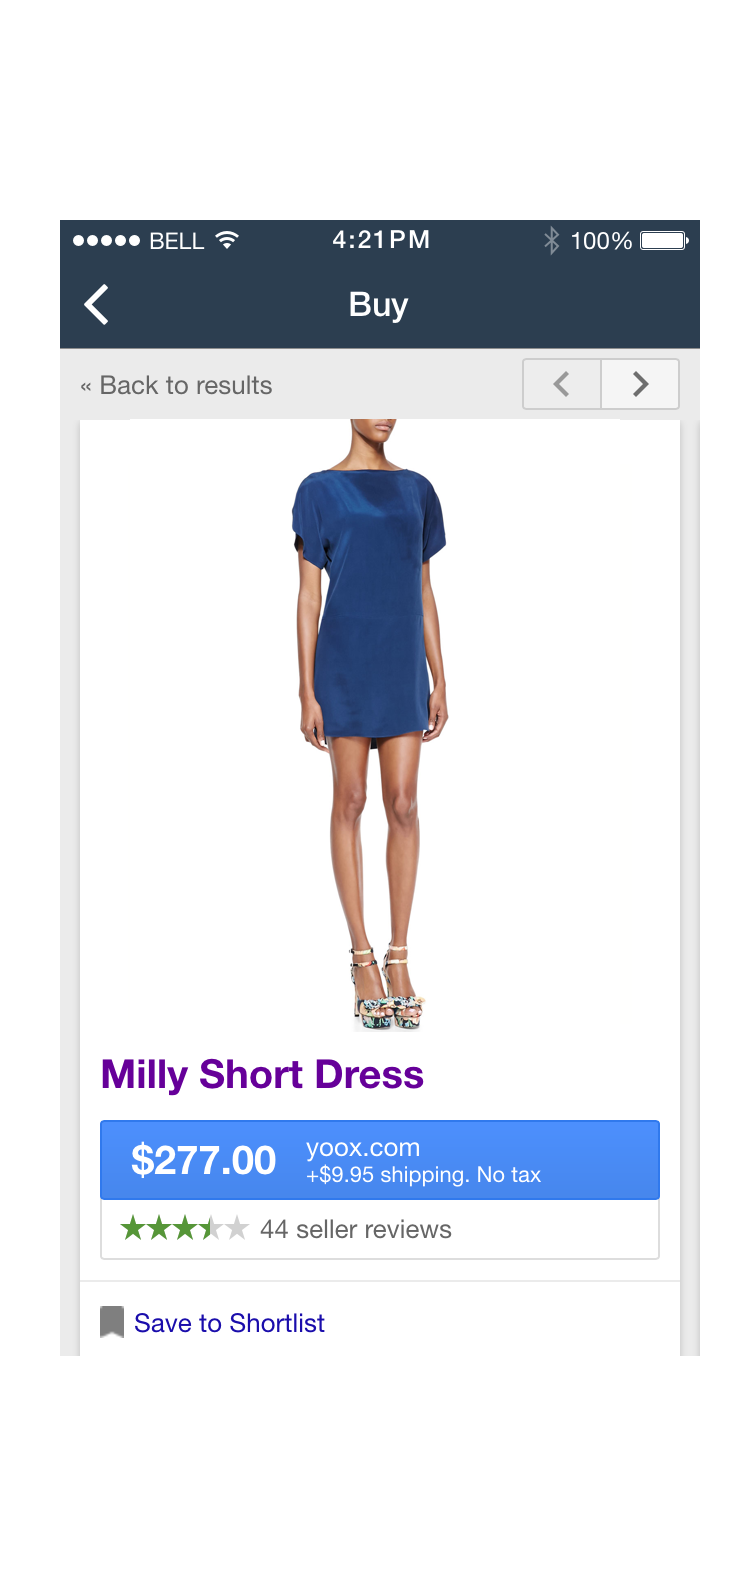 BELL 4:21PM 100%
Buy
« Back to results
Milly Short Dress
$277.00 yoox.com
+$9.95 shipping. No tax
44 seller reviews
Save to Shortlist